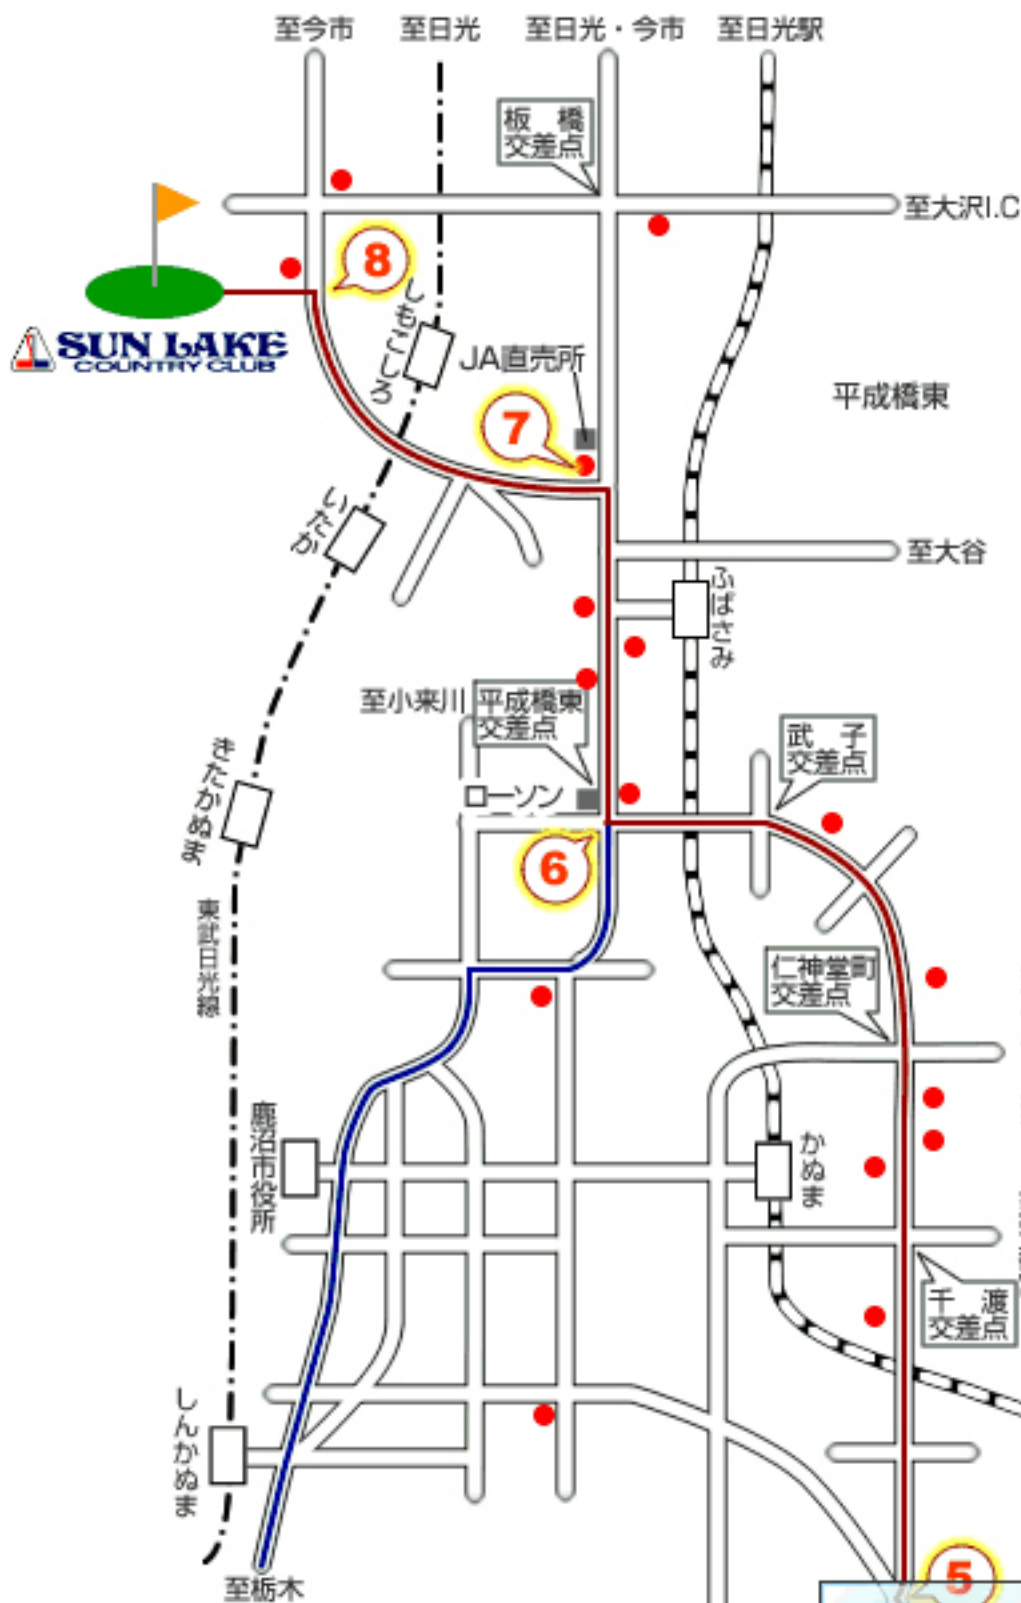 至今市
至日光
至日光・今市
至日光駅
板橋
交差点
至大沢I.C
8
しもごしろ
SUN LAKE
COUNTRY CLUB
JA直売所
平成橋東
7
いたが
至大谷
ふばさみ
至小来川
平成橋東
交差点
武子
交差点
きたかぬま
ローソン
6
東武日光線
仁神堂町
交差点
鹿沼市役所
かぬま
千渡
交差点
しんかぬま
5
至栃木